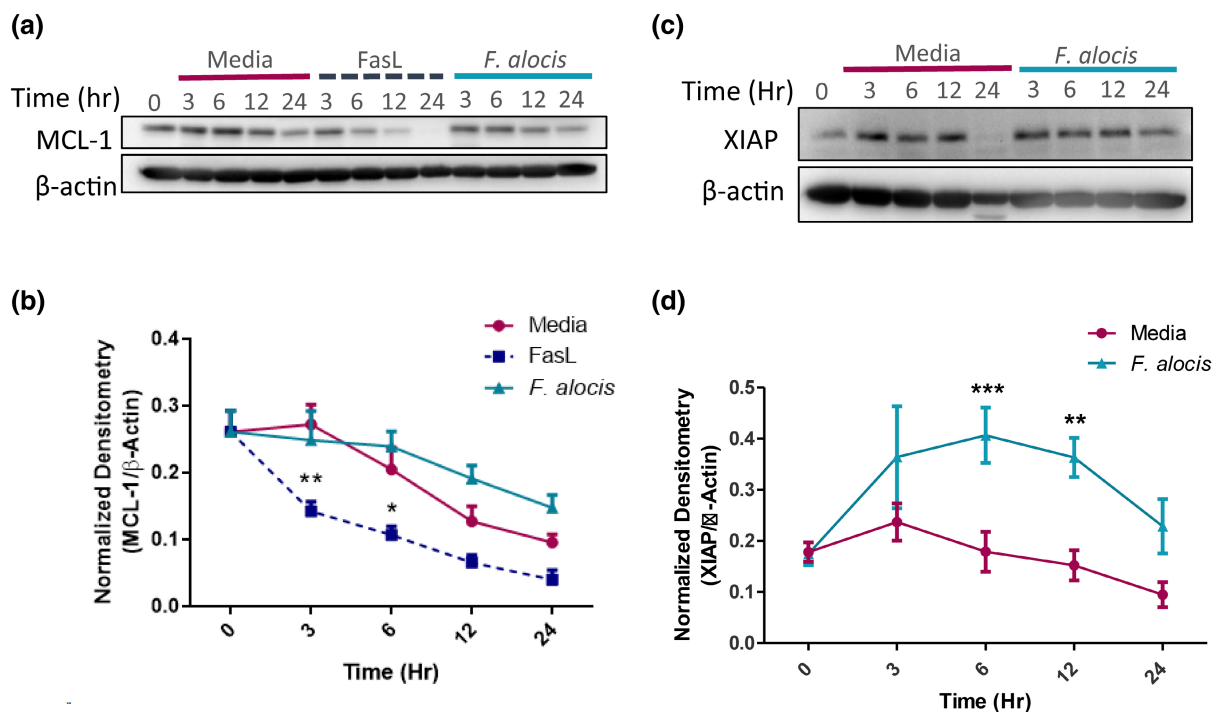 (a)
Media FasL F. alocis
Time (hr) 0 3 6 12 24 3 6 12 24 3 6 12 24
MCL-1
β-actin
(c)
Media F. alocis
Time (Hr) 0 3 6 12 24 3 6 12 24
XIAP
β-actin
(b)
Media
FasL
F. alocis
Normalized Densitometry
(MCL-1/β-Actin)
0.4
0.3
0.2
0.1
0.0
**
*
0 3 6 12 24
Time (Hr)
(d)
Media
F. alocis
Normalized Densitometry
(XIAP/-Actin)
0.5
0.4
0.3
0.2
0.1
0.0
***
**
0 3 6 12 24
Time (Hr)